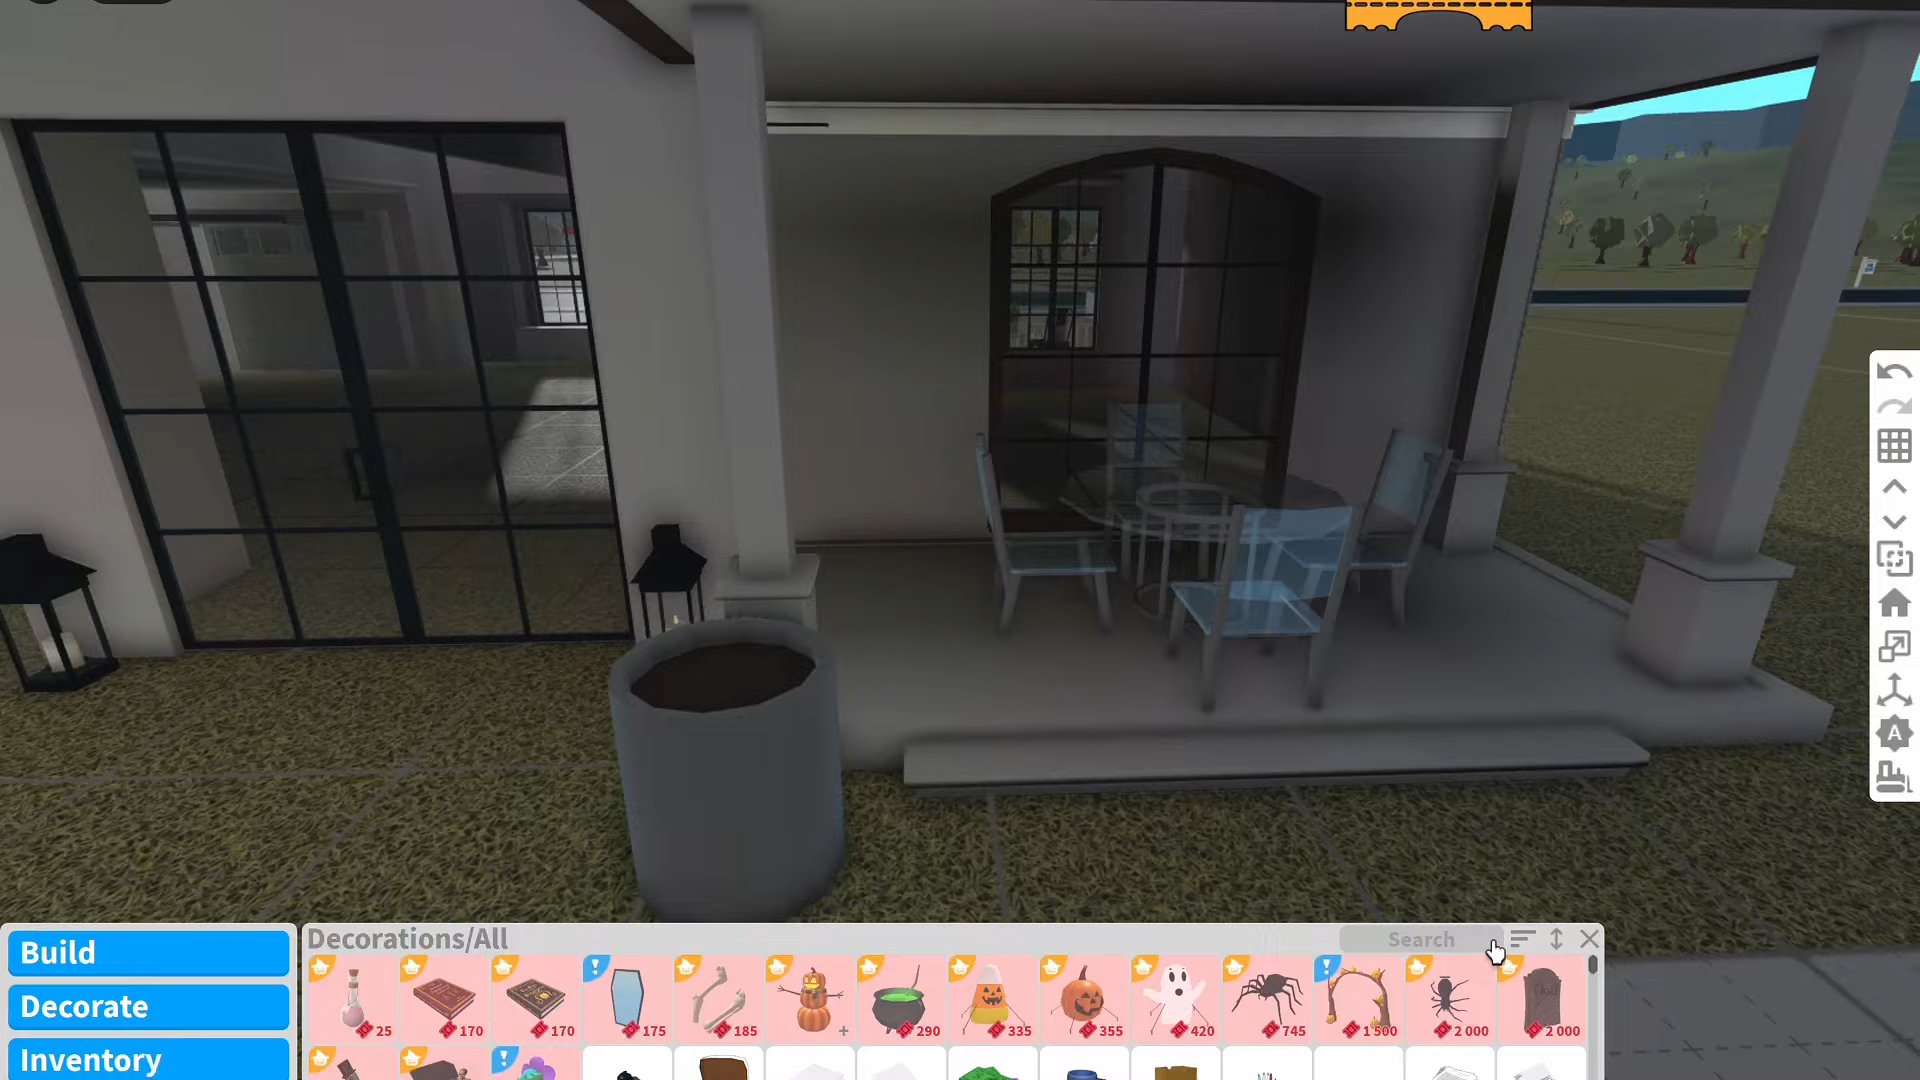 Decorations/All
Search
Build
Decorate
Inventory
25
170
170
175
185
+
290
335
355
420
745
1 500
2 000
2 000
A